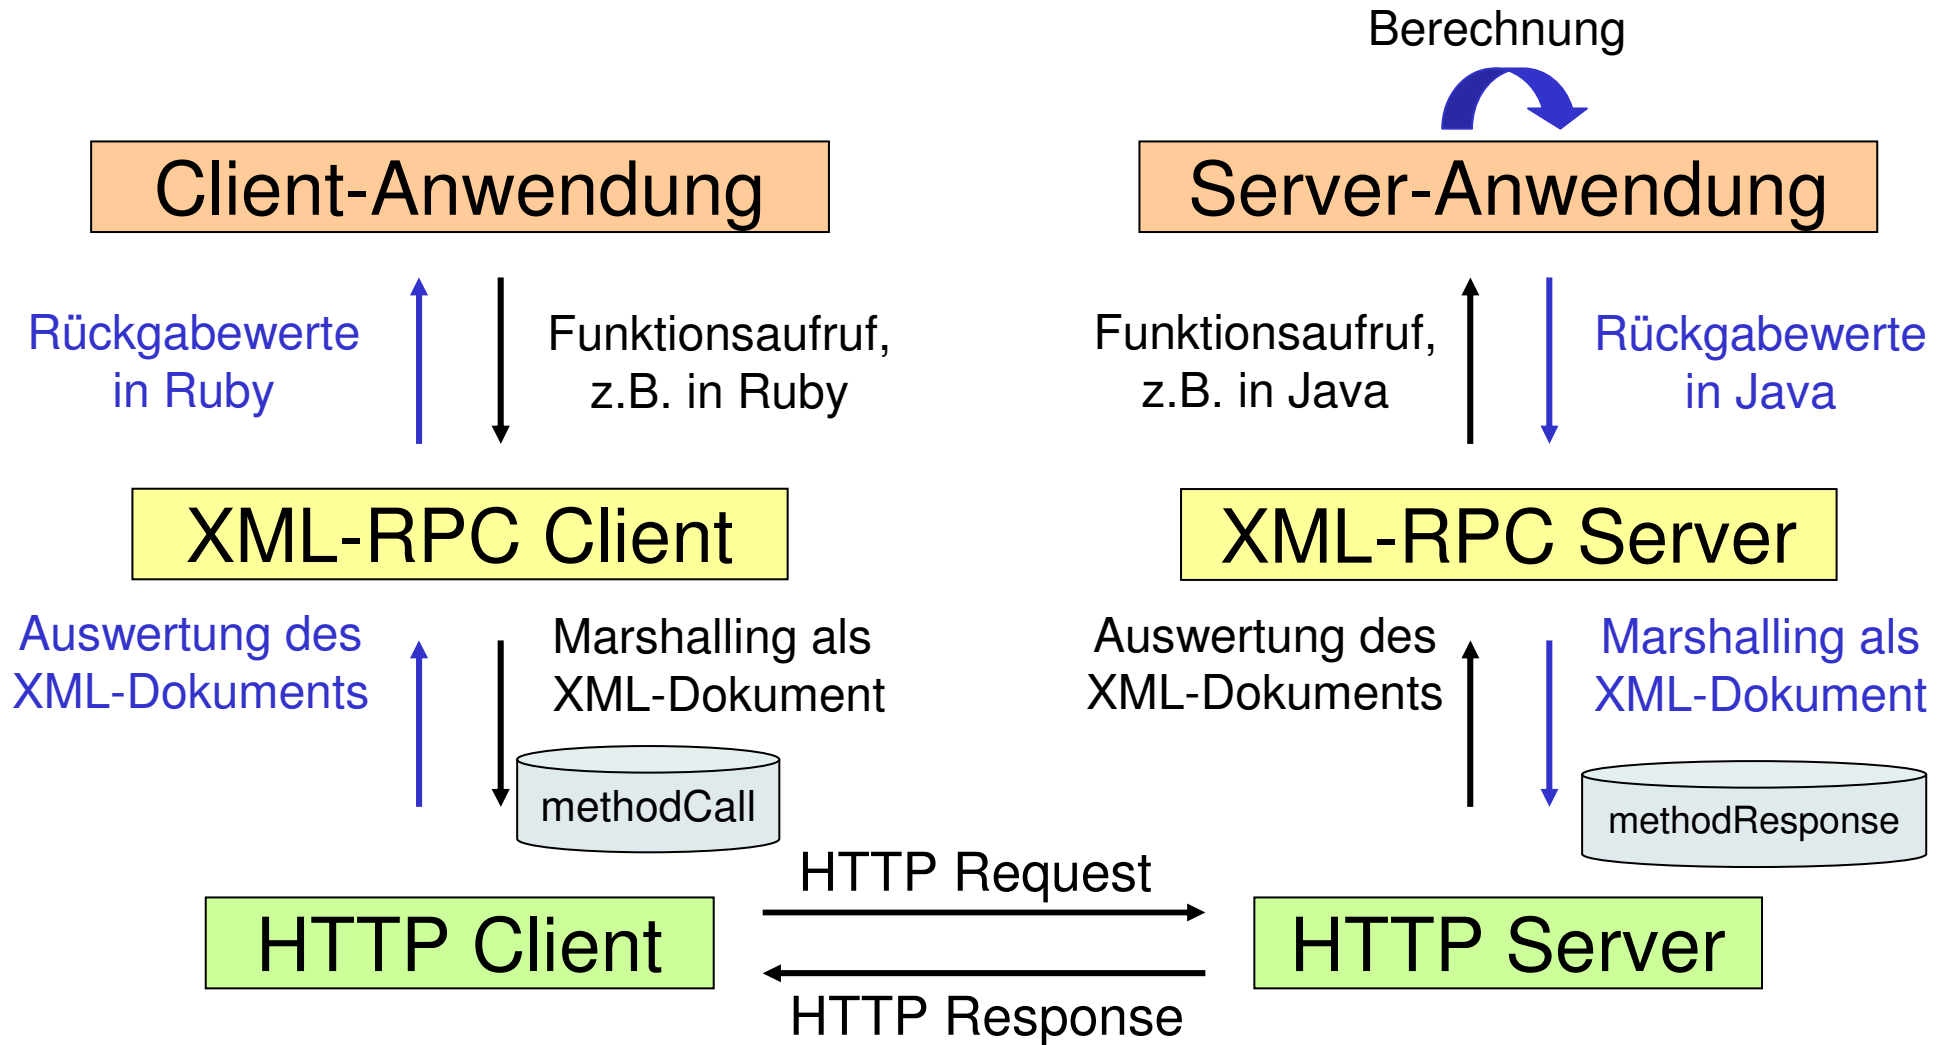 Berechnung
Client-Anwendung
Server-Anwendung
Rückgabewerte
in Ruby
Funktionsaufruf,
z.B. in Ruby
Funktionsaufruf,
z.B. in Java
Rückgabewerte
in Java
XML-RPC Client
XML-RPC Server
Auswertung des
XML-Dokuments
Marshalling als
XML-Dokument
Auswertung des
XML-Dokuments
Marshalling als
XML-Dokument
methodCall
methodResponse
HTTP Request
HTTP Client
HTTP Server
HTTP Response